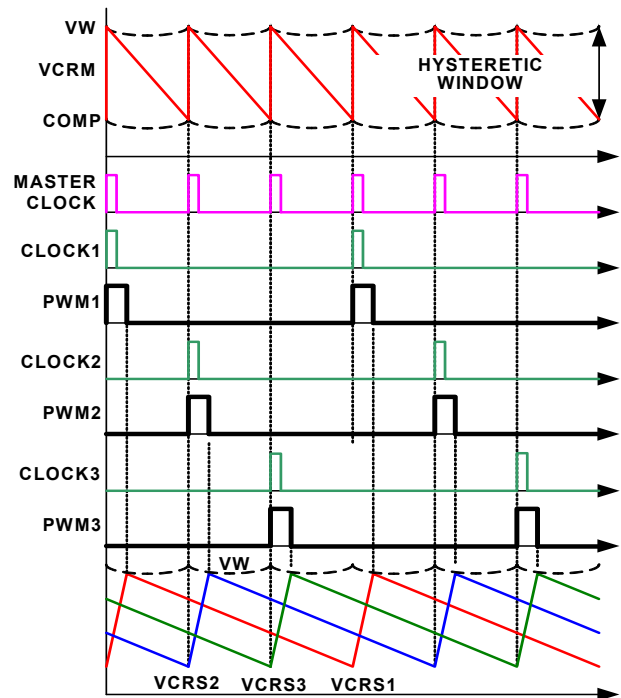 VW
VCRM
HYSTERETIC
WINDOW
COMP
MASTER
CLOCK
CLOCK1
PWM1
CLOCK2
PWM2
CLOCK3
PWM3
VW
VCRS2 VCRS3 VCRS1